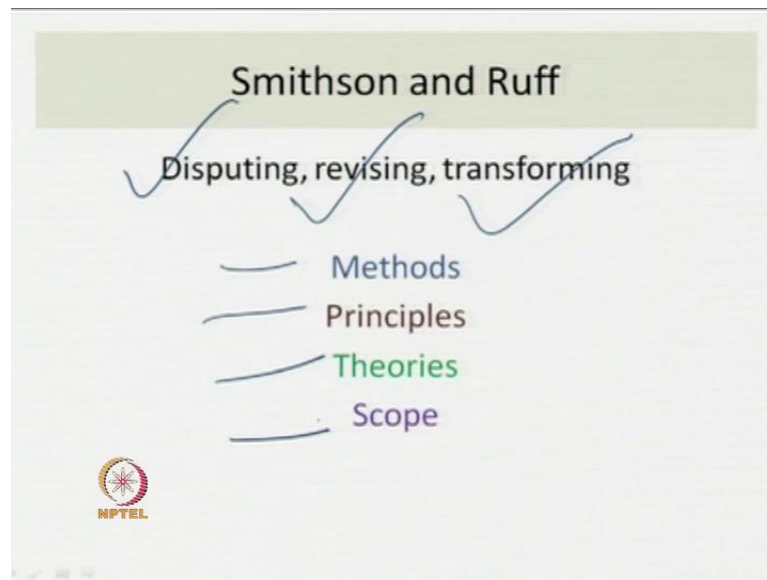 Smithson and Ruff
Disputing, revising, transforming
Methods
Principles
Theories
Scope
NPTEL